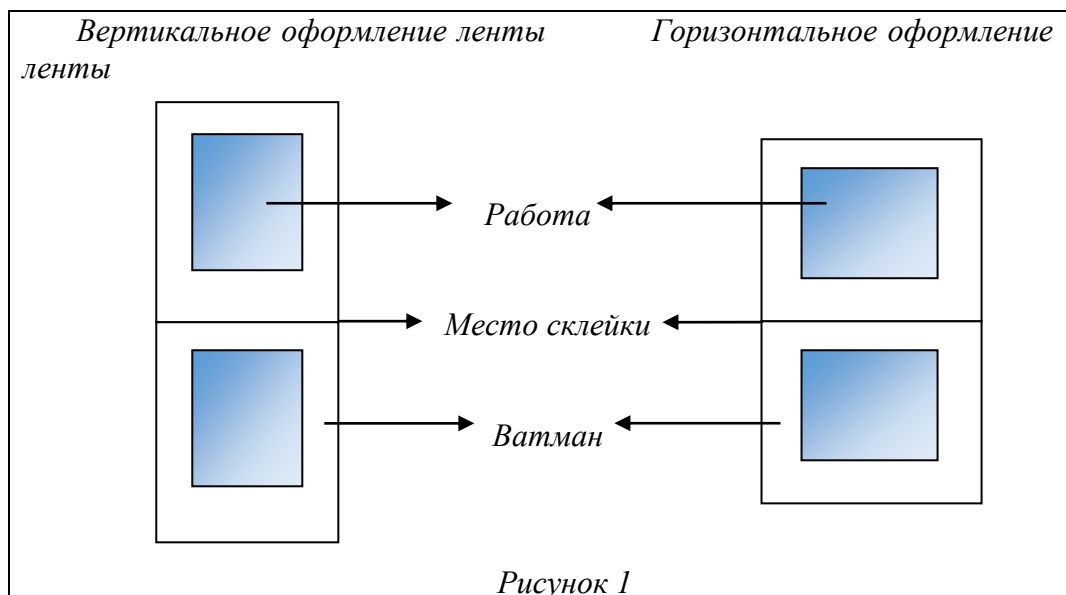 Вертикальное оформление ленты Горизонтальное оформление
ленты
Работа
Место склейки
Ватман
Рисунок 1